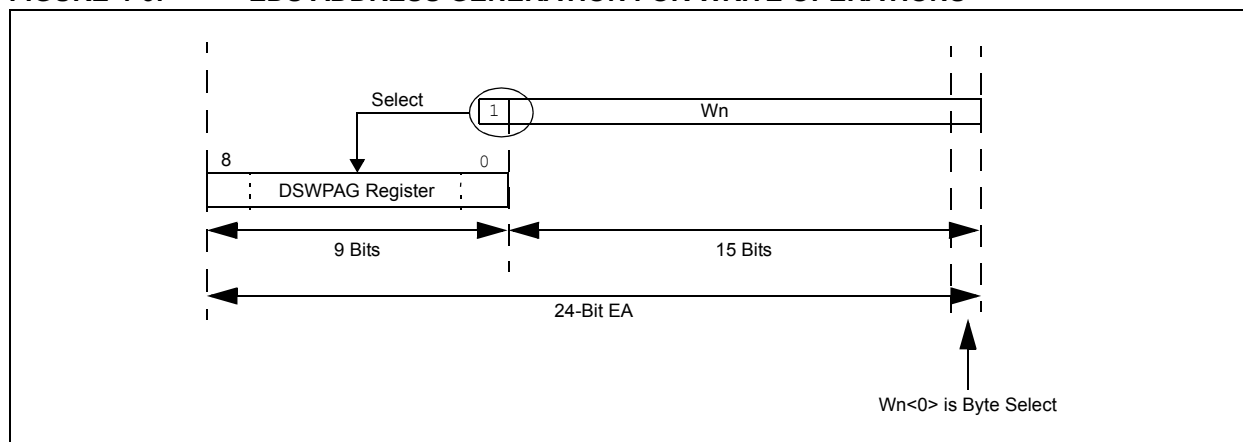 Select
1
Wn
8
0
DSWPAG Register
9 Bits
15 Bits
24-Bit EA
Wn<0> is Byte Select